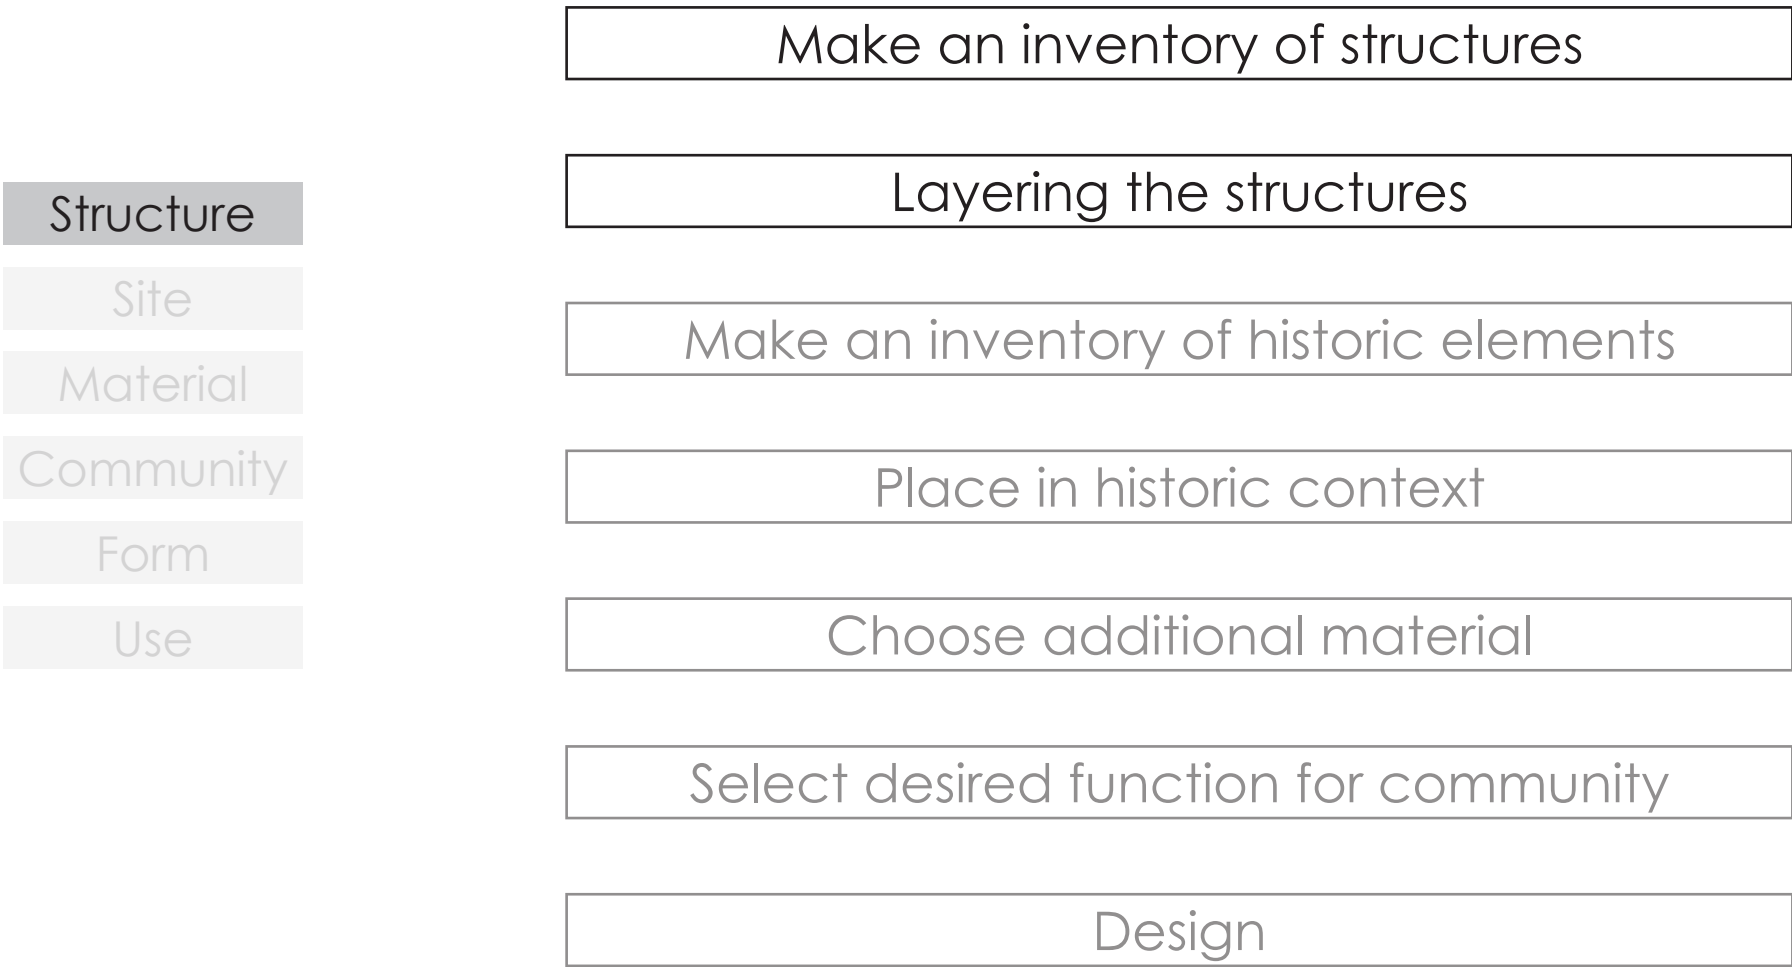 Structure
Site
Material
Community
Form
Use
Make an inventory of structures
Layering the structures
Make an inventory of historic elements
Place in historic context
Choose additional material
Select desired function for community
Design